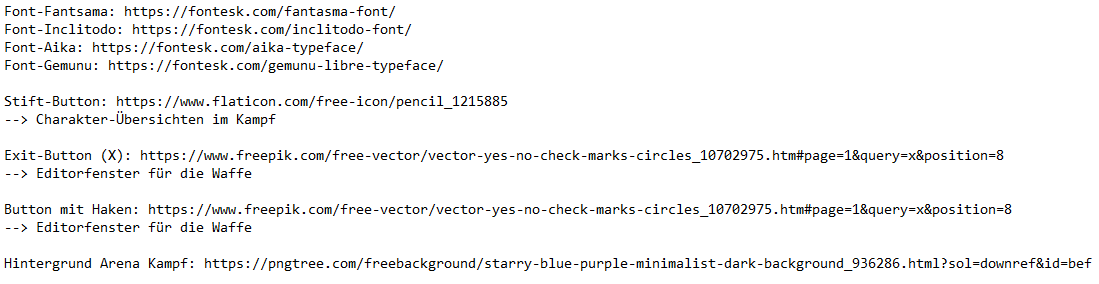 Font-Fantsama: https://fontesk.com/fantasma-font/
Font-Inclitodo: https://fontesk.com/inclitodo-font/
Font-Aika: https://fontesk.com/aika-typeface/
Font-Gemunu: https://fontesk.com/gemunu-libre-typeface/
Stift-Button: https://www.flaticon.com/free-icon/pencil_1215885
--> Charakter-Übersichten im Kampf
Exit-Button (X): https://www.freepik.com/free-vector/vector-yes-no-check-marks-circles_10702975.htm#page=1&query=x&position=8
--> Editorfenster für die Waffe
Button mit Haken: https://www.freepik.com/free-vector/vector-yes-no-check-marks-circles_10702975.htm#page=1&query=x&position=8
--> Editorfenster für die Waffe
Hintergrund Arena Kampf: https://pngtree.com/freebackground/starry-blue-purple-minimalist-dark-background_936286.html?sol=downref&id=bef